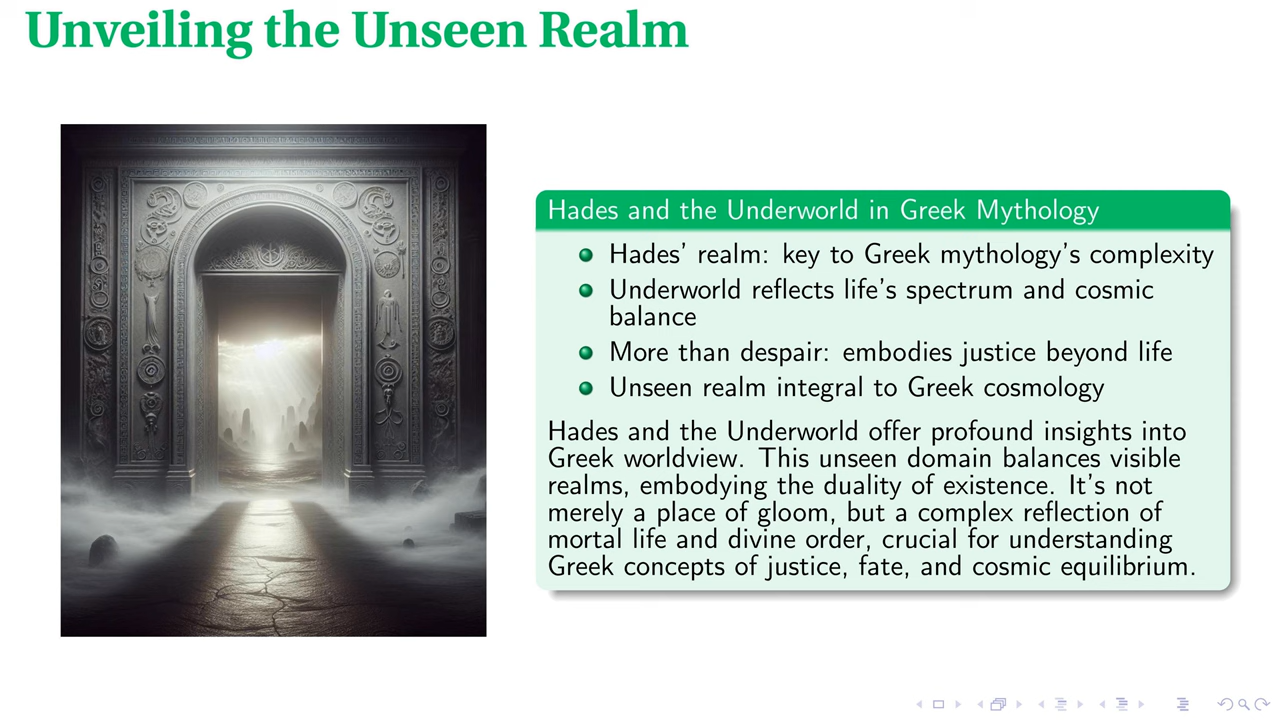 Unveiling the Unseen Realm
Hades and the Underworld in Greek Mythology
Hades' realm: key to Greek mythology's complexity
Underworld reflects life's spectrum and cosmic
balance
More than despair: embodies justice beyond life
Unseen realm integral to Greek cosmology
Hades and the Underworld offer profound insights into
Greek worldview. This unseen domain balances visible
realms, embodying the duality of existence. It's not
merely a place of gloom, but a complex reflection of
mortal life and divine order, crucial for understanding
Greek concepts of justice, fate, and cosmic equilibrium.